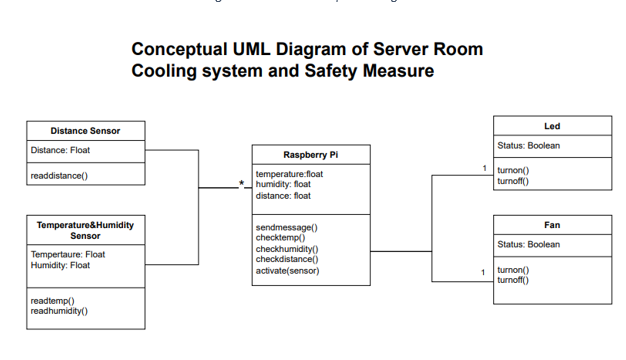 Conceptual UML Diagram of Server Room
Cooling system and Safety Measure
Distance Sensor
Distance: Float
readdistance()
Temperature&Humidity
Sensor
Tempertaure: Float
Humidity: Float
readtemp()
readhumidity()
*
Raspberry Pi
temperature:float
humidity: float
distance: float
sendmessage()
checktemp()
checkhumidity()
checkdistance()
activate(sensor)
1
1
Led
Status: Boolean
turnon()
turnoff()
Fan
Status: Boolean
turnon()
turnoff()